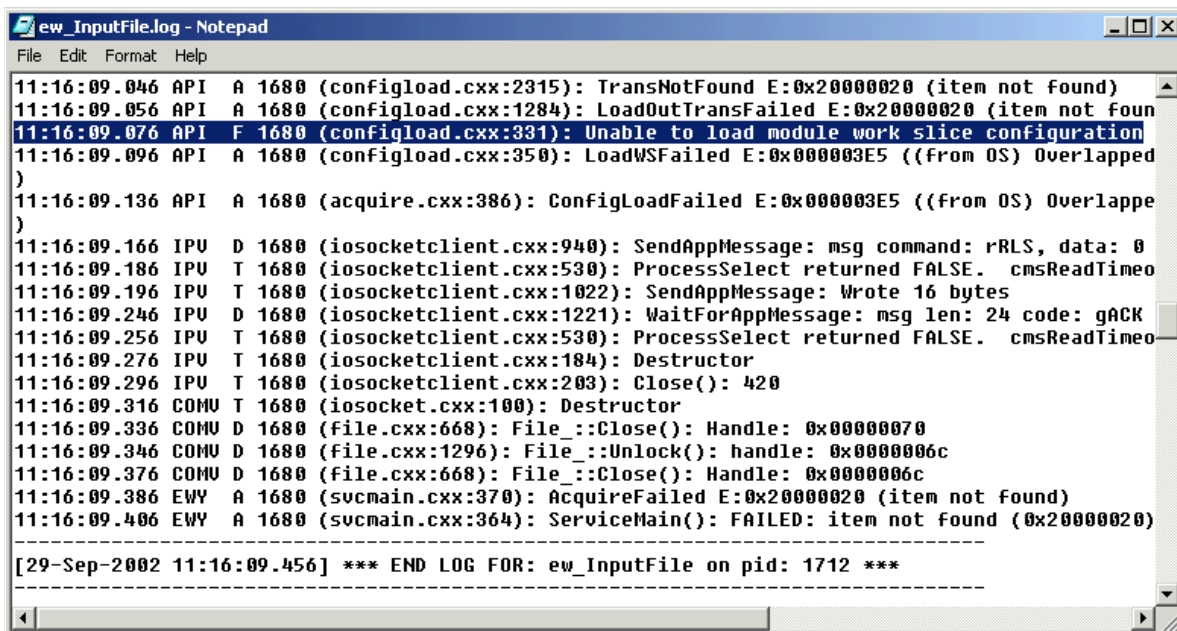 ew_InputFile.log - Notepad
File Edit Format Help
11:16:09.046 API A 1680 (configload.cxx:2315): TransNotFound E:0x20000020 (item not found)
11:16:09.056 API A 1680 (configload.cxx:1284): LoadOutTransFailed E:0x20000020 (item not foun
11:16:09.076 API F 1680 (configload.cxx:331): Unable to load module work slice configuration
11:16:09.096 API A 1680 (configload.cxx:350): LoadWSFailed E:0x000003E5 ((from OS) Overlapped
)
11:16:09.136 API A 1680 (acquire.cxx:386): ConfigLoadFailed E:0x000003E5 ((from OS) Overlappe
)
11:16:09.166 IPV D 1680 (iosocketclient.cxx:940): SendAppMessage: msg command: rRLS, data: 0
11:16:09.186 IPV T 1680 (iosocketclient.cxx:530): ProcessSelect returned FALSE. cmsReadTimeo
11:16:09.196 IPV T 1680 (iosocketclient.cxx:1022): SendAppMessage: Wrote 16 bytes
11:16:09.246 IPV D 1680 (iosocketclient.cxx:1221): WaitForAppMessage: msg len: 24 code: gACK
11:16:09.256 IPV T 1680 (iosocketclient.cxx:530): ProcessSelect returned FALSE. cmsReadTimeo
11:16:09.276 IPV T 1680 (iosocketclient.cxx:184): Destructor
11:16:09.296 IPV T 1680 (iosocketclient.cxx:203): Close(): 420
11:16:09.316 COMV T 1680 (iosocket.cxx:100): Destructor
11:16:09.336 COMV D 1680 (file.cxx:668): File_::Close(): Handle: 0x00000070
11:16:09.346 COMV D 1680 (file.cxx:1296): File_::Unlock(): handle: 0x0000006c
11:16:09.376 COMV D 1680 (file.cxx:668): File_::Close(): Handle: 0x0000006c
11:16:09.386 EWY A 1680 (svcmain.cxx:370): AcquireFailed E:0x20000020 (item not found)
11:16:09.406 EWY A 1680 (svcmain.cxx:364): ServiceMain(): FAILED: item not found (0x20000020)
--------------------------------------------------------------------------------
[29-Sep-2002 11:16:09.456] *** END LOG FOR: ew_InputFile on pid: 1712 ***
--------------------------------------------------------------------------------